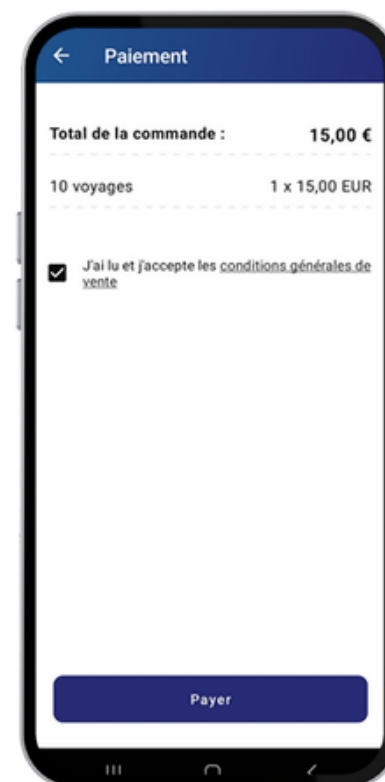 Paiement
Total de la commande : 15,00 €
10 voyages 1 x 15,00 EUR
J'ai lu et j'accepte les conditions générales de
vente
Payer